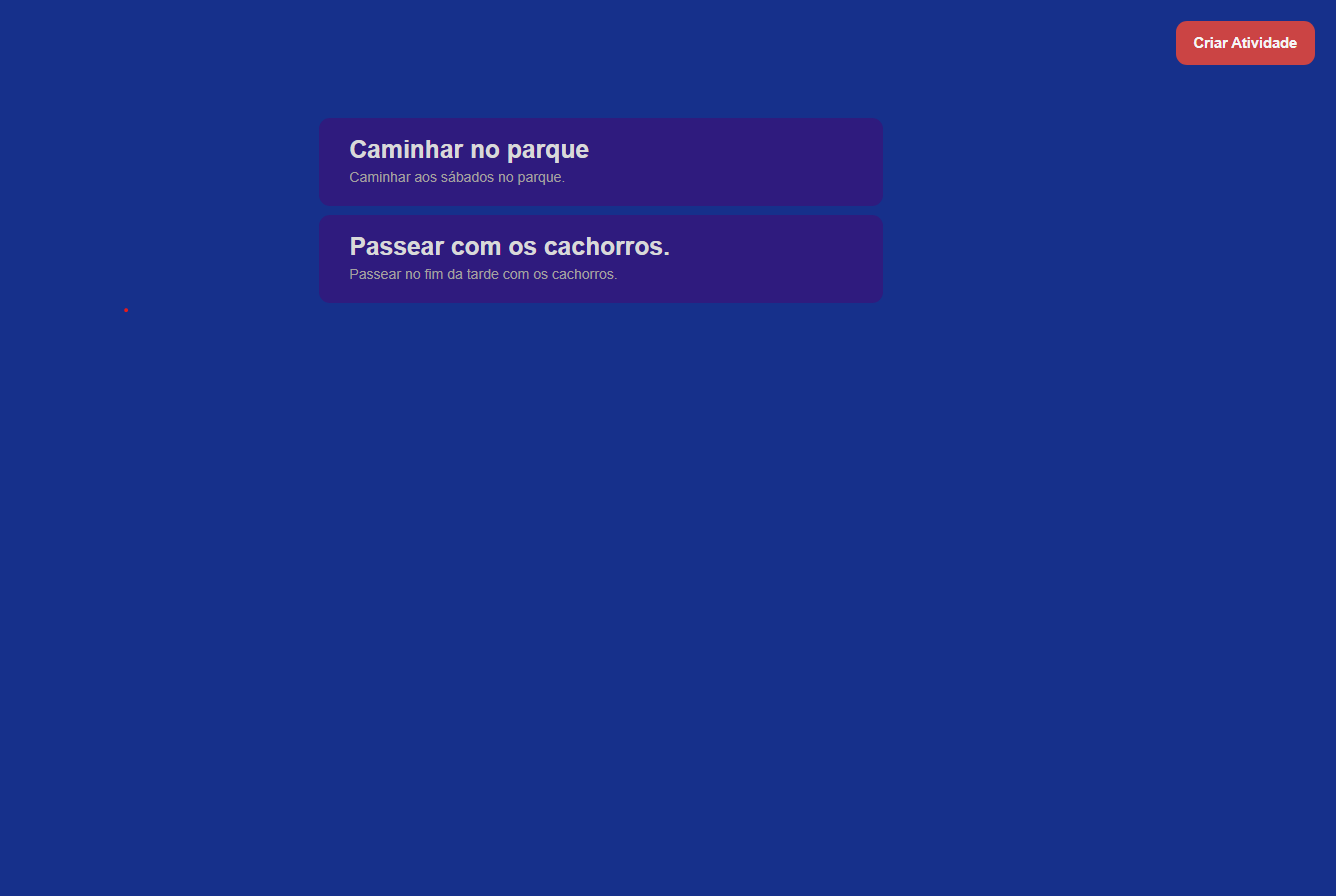 Criar Atividade
Caminhar no parque
Caminhar aos sábados no parque.
Passear com os cachorros.
Passear no fim da tarde com os cachorros.